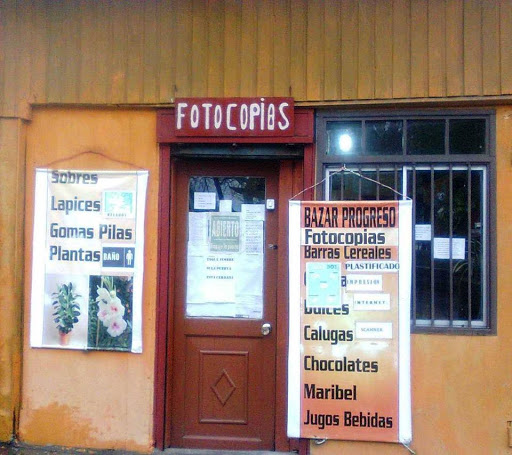 FOTOCOPIAS
Sobres
Lapices
Gomas Pilas
Plantas
BAÑO
ABIERTO
BAZAR PROGRESO
Fotocopias
Barras Cereales
PLASTIFICADO
IMPRESION
INTERNET
Dulces
SCANNER
Calugas
Chocolates
Maribel
Jugos Bebidas